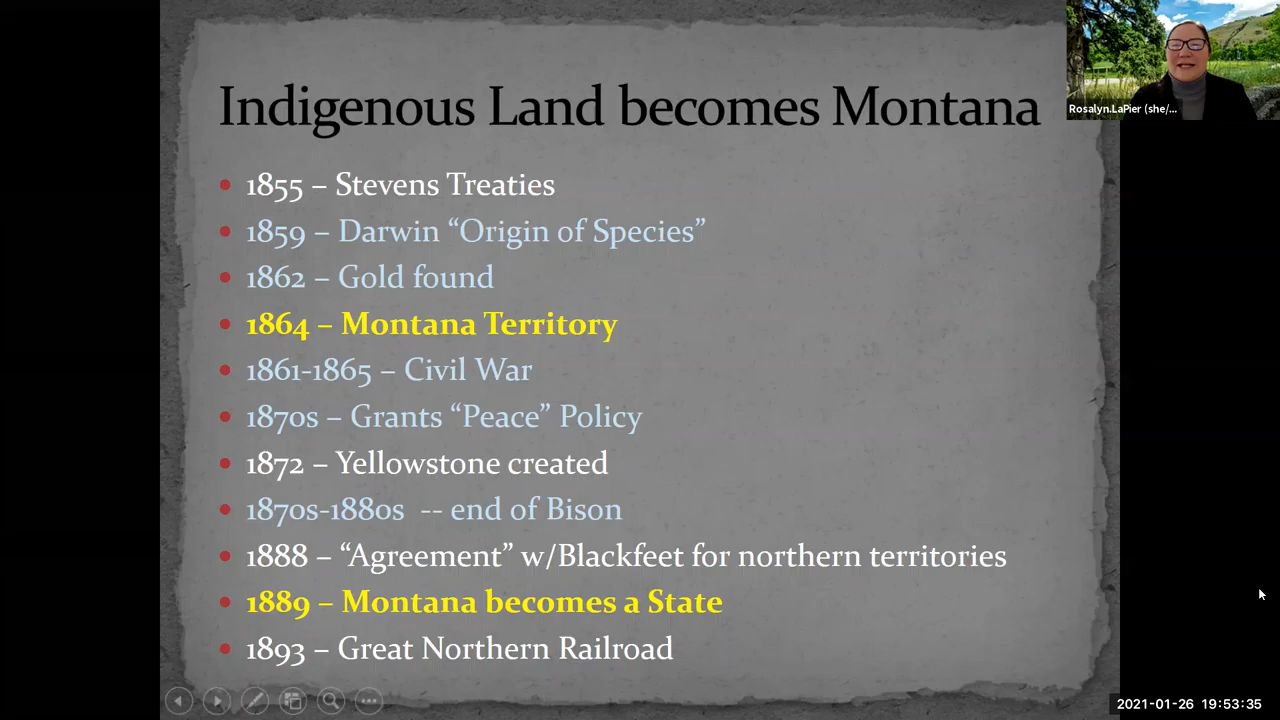 Indigenous Land becomes Montana
Rosalyn.LaPier (she/...
• 1855 – Stevens Treaties
• 1859 – Darwin “Origin of Species”
• 1862 – Gold found
• 1864 – Montana Territory
• 1861-1865 – Civil War
• 1870s – Grants “Peace” Policy
• 1872 – Yellowstone created
• 1870s-1880s -- end of Bison
• 1888 – “Agreement” w/Blackfeet for northern territories
• 1889 – Montana becomes a State
• 1893 – Great Northern Railroad
2021-01-26 19:53:35